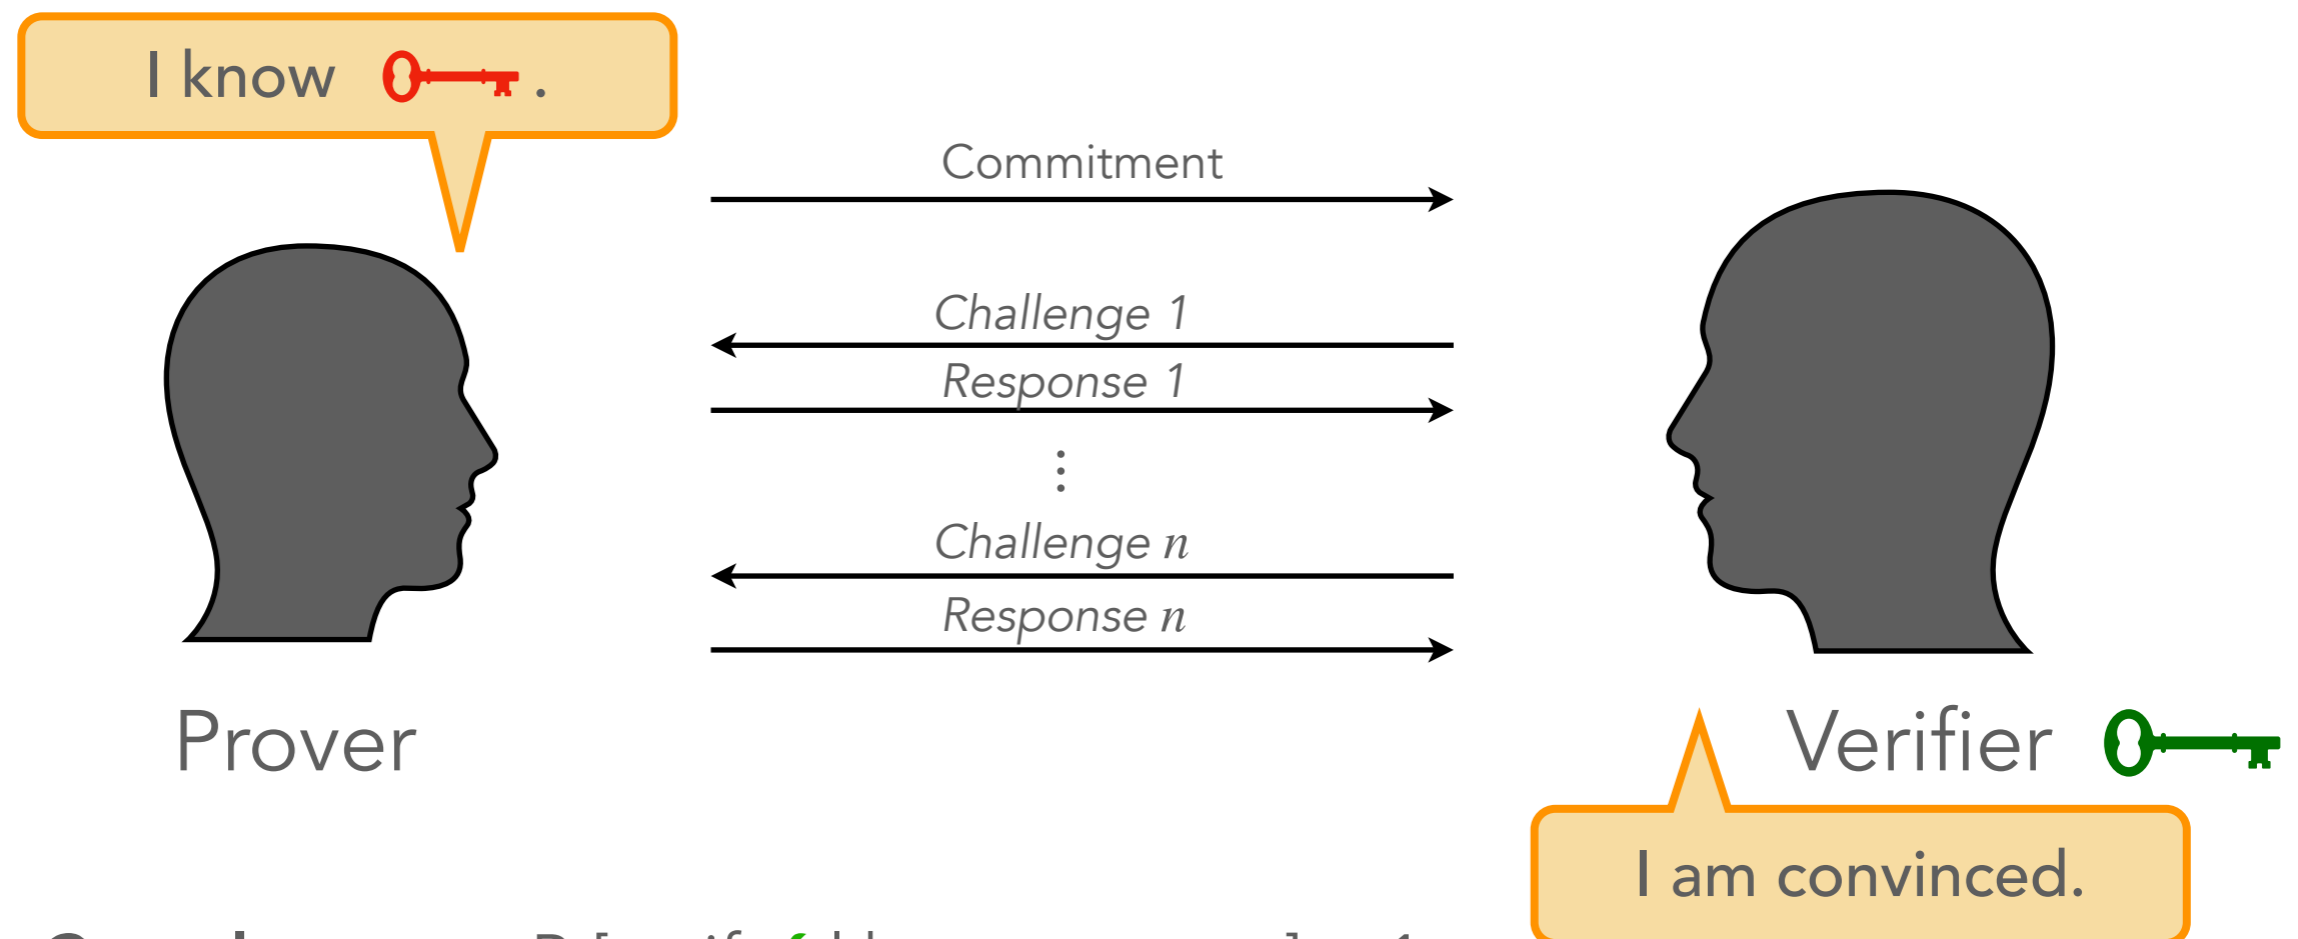 I know .
Commitment
Challenge 1
Response 1
⋮
Challenge n
Response n
Prover
Verifier
I am convinced.